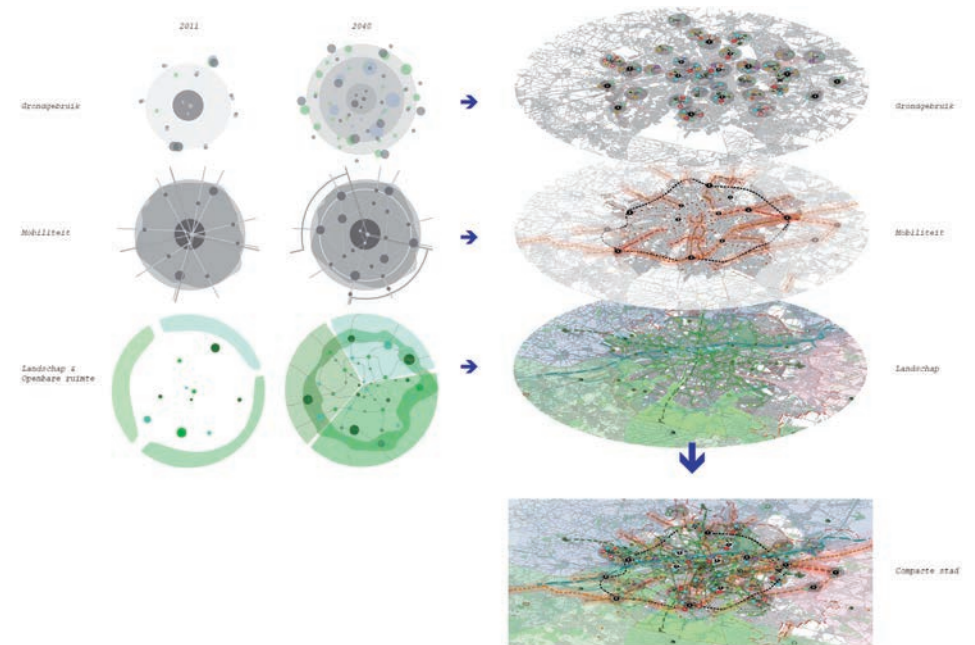 2011
2040
Grondgebruik
Grondgebruik
Mobiliteit
Mobiliteit
Landschap &
Openbare ruimte
Landschap
Compacte stad